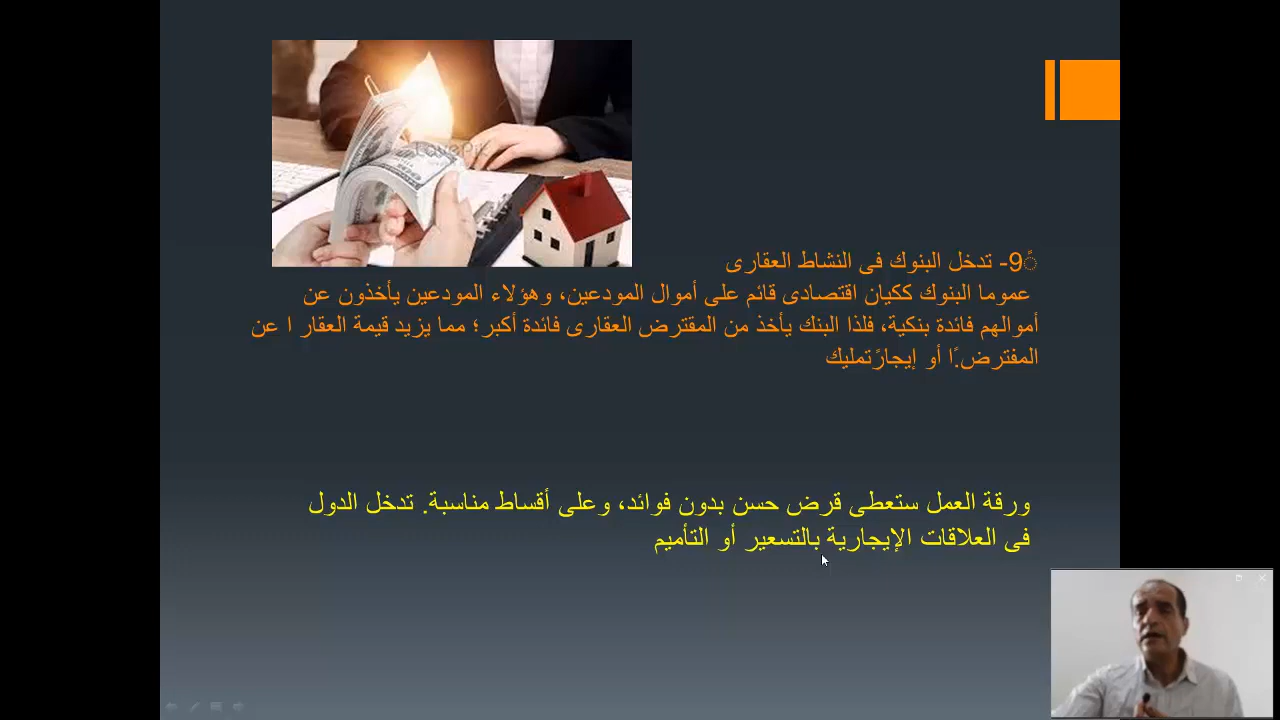 ً9- تدخل البنوك فى النشاط العقارى
عموما البنوك ككيان اقتصادى قائم على أموال المودعين، وهؤلاء المودعين يأخذون عن
أموالهم فائدة بنكية، فلذا البنك يأخذ من المقترض العقارى فائدة أكبر؛ مما يزيد قيمة العقار ا عن
المفترض.ًا أو إيجارًتمليك
ورقة العمل ستعطى قرض حسن بدون فوائد، وعلى أقساط مناسبة. تدخل الدول
فى العلاقات الإيجارية بالتسعير أو التأميم